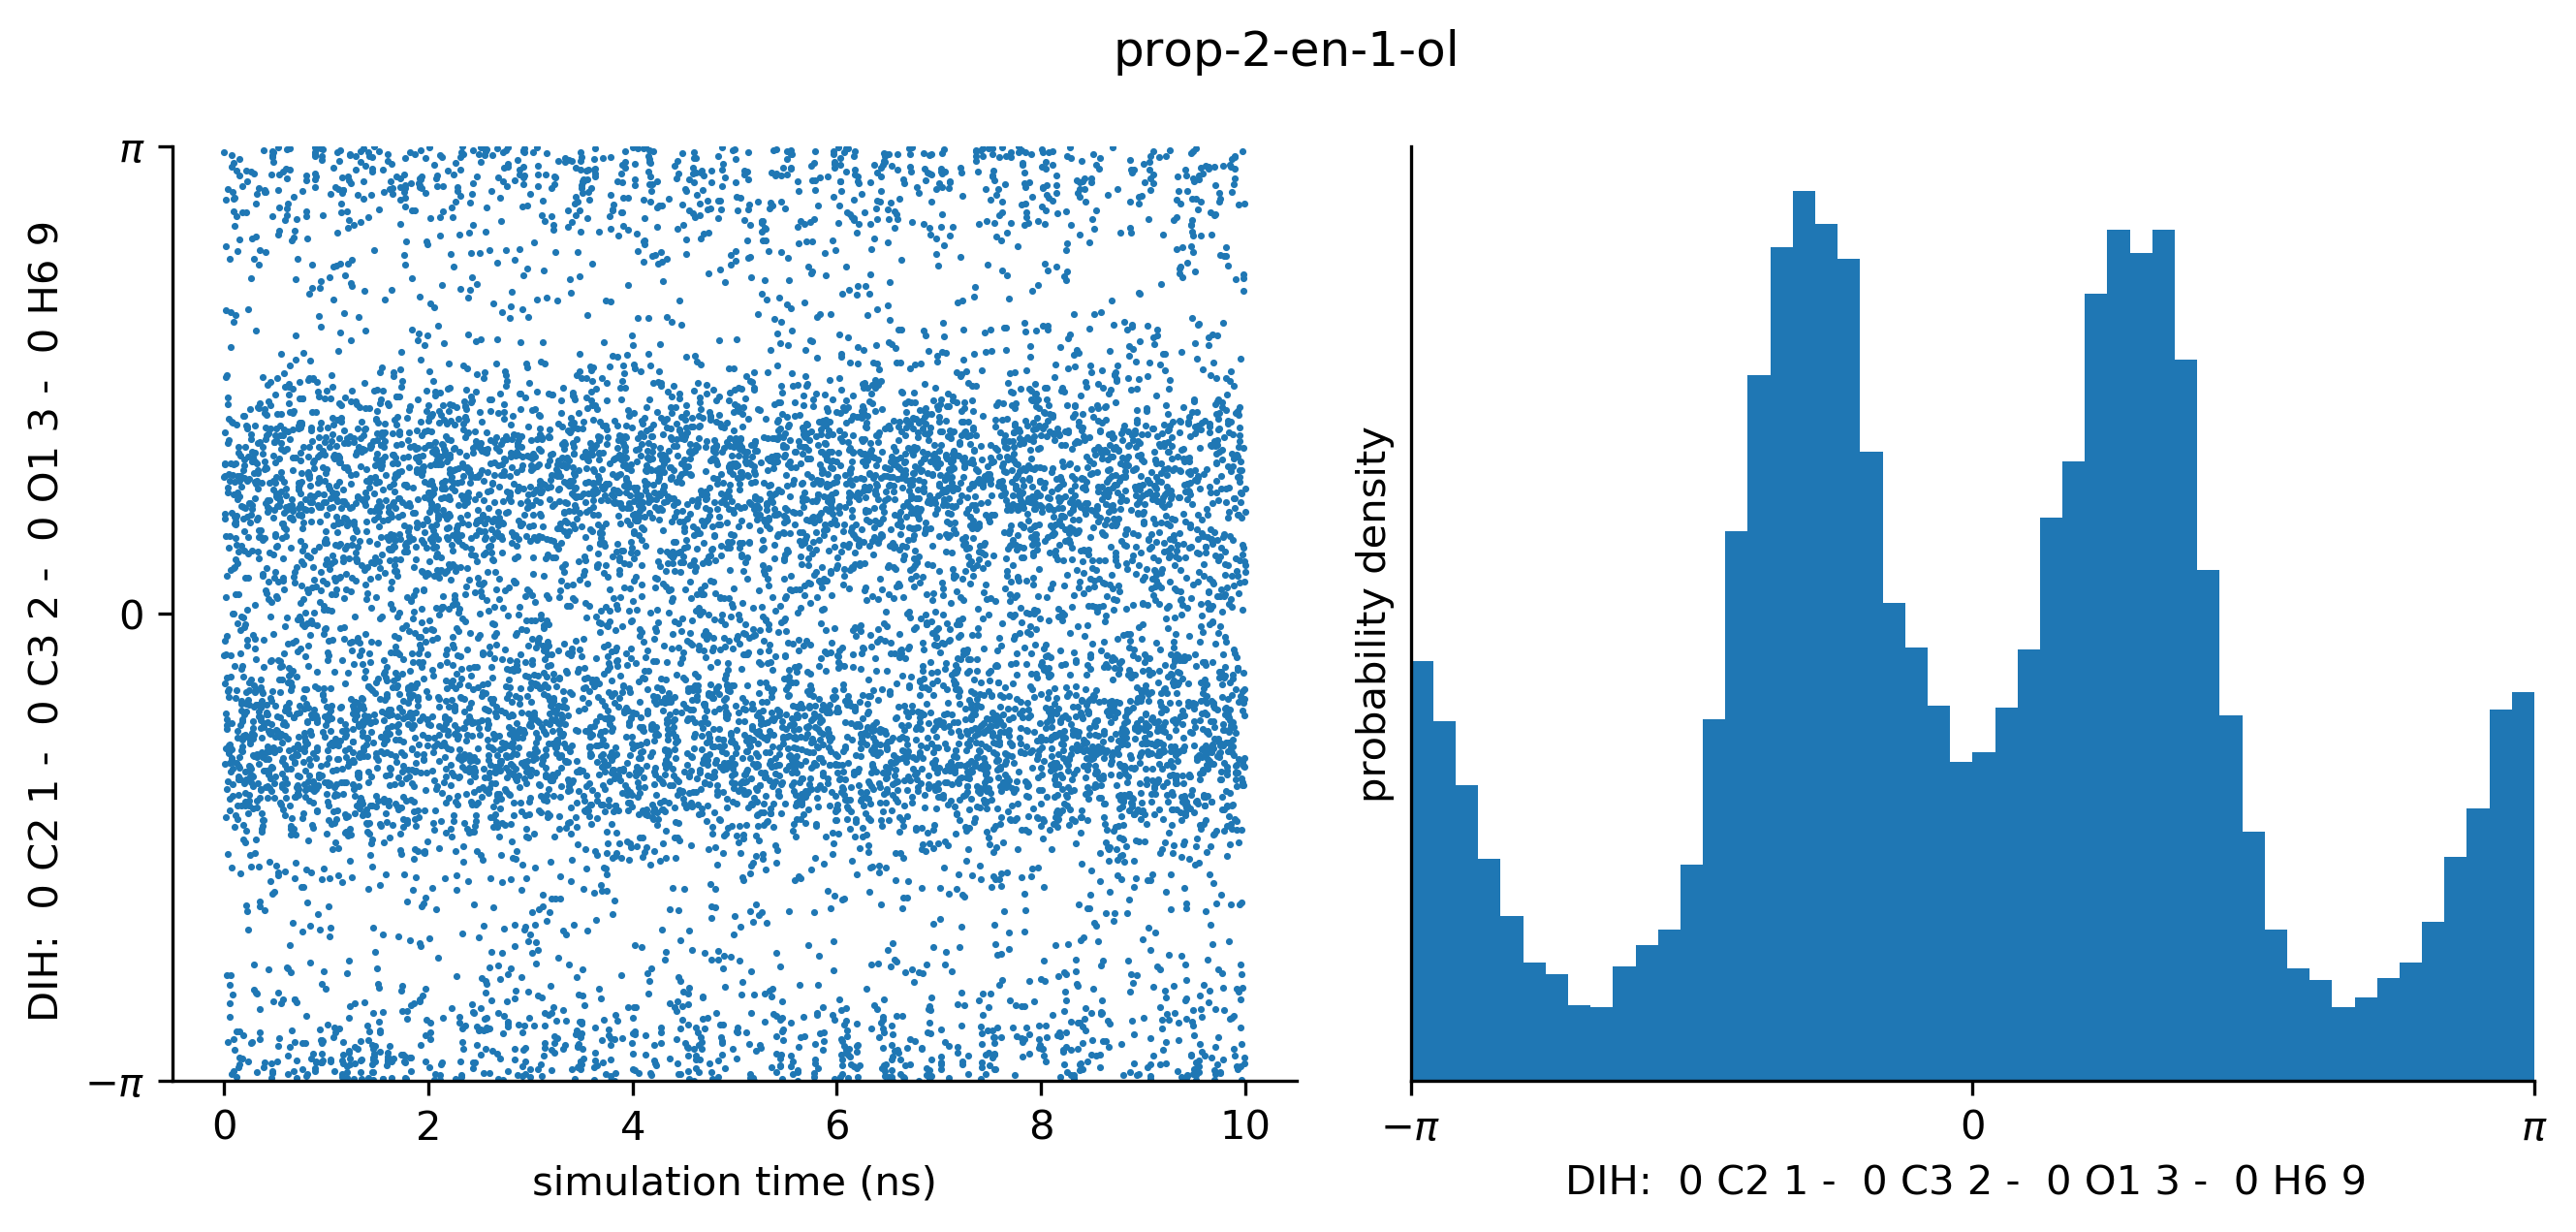 prop-2-en-1-ol
π
0
−π
DIH:  0 C2 1 -  0 C3 2 -  0 O1 3 -  0 H6 9
0 2 4 6 8 10
simulation time (ns)
probability density
−π 0 π
DIH:  0 C2 1 -  0 C3 2 -  0 O1 3 -  0 H6 9